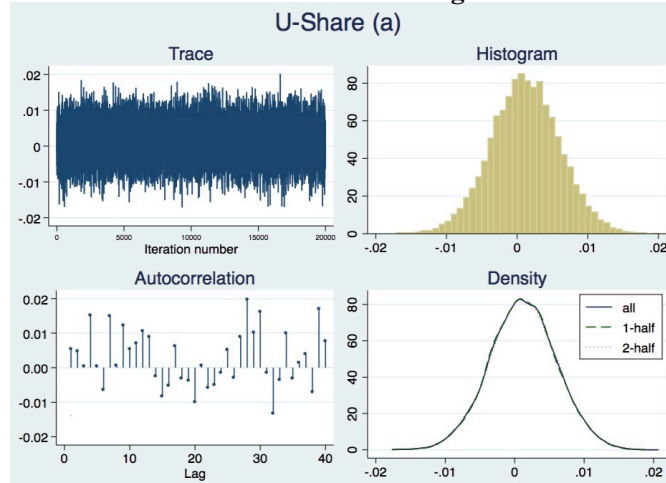 U-Share (a)
Trace
.02
.01
0
-.01
-.02
0 5000 10000 15000 20000
Iteration number
Histogram
80
60
40
20
0
-.02 -.01 0 .01 .02
Autocorrelation
0.02
0.01
0.00
-0.01
-0.02
0 10 20 30 40
Lag
Density
all
1-half
2-half
80
60
40
20
0
-.02 -.01 0 .01 .02